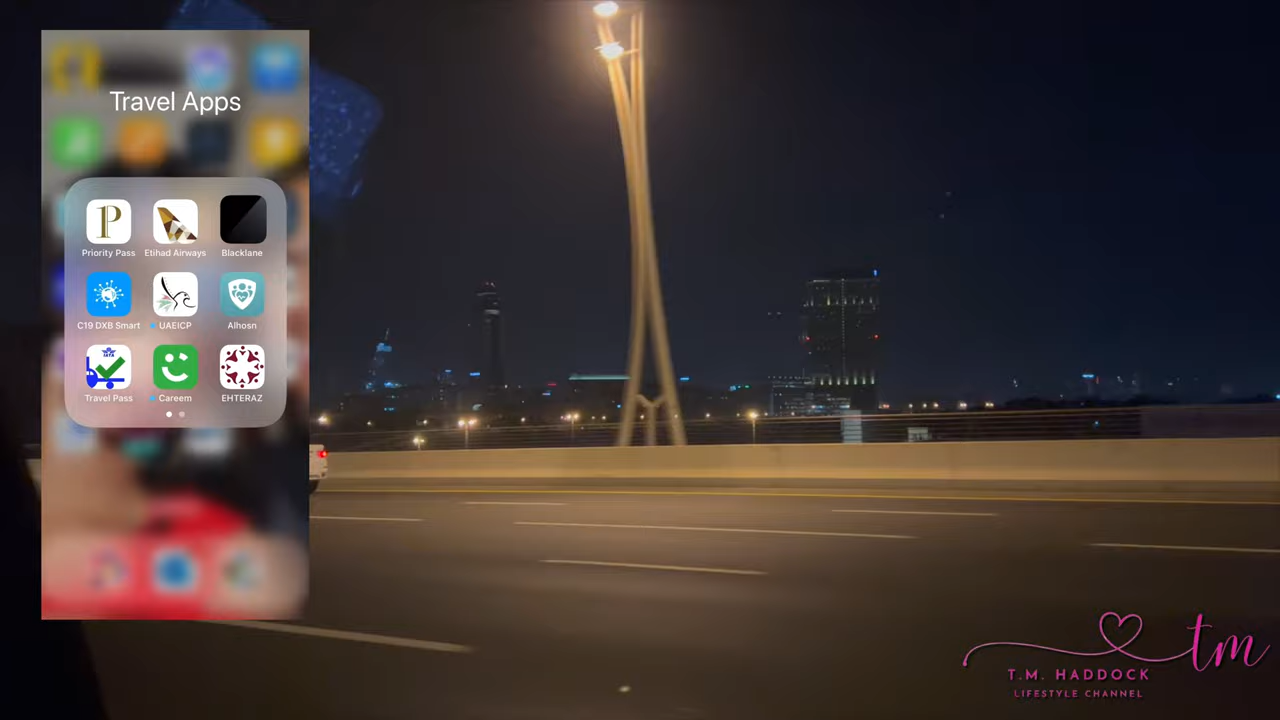 Travel Apps
P
Priority Pass
Etihad Airways
Blacklane
C19 DXB Smart
UAEICP
Alhosn
IATA
Travel Pass
Careem
EHTERAZ
tm
T.M. HADDOCK
LIFESTYLE CHANNEL